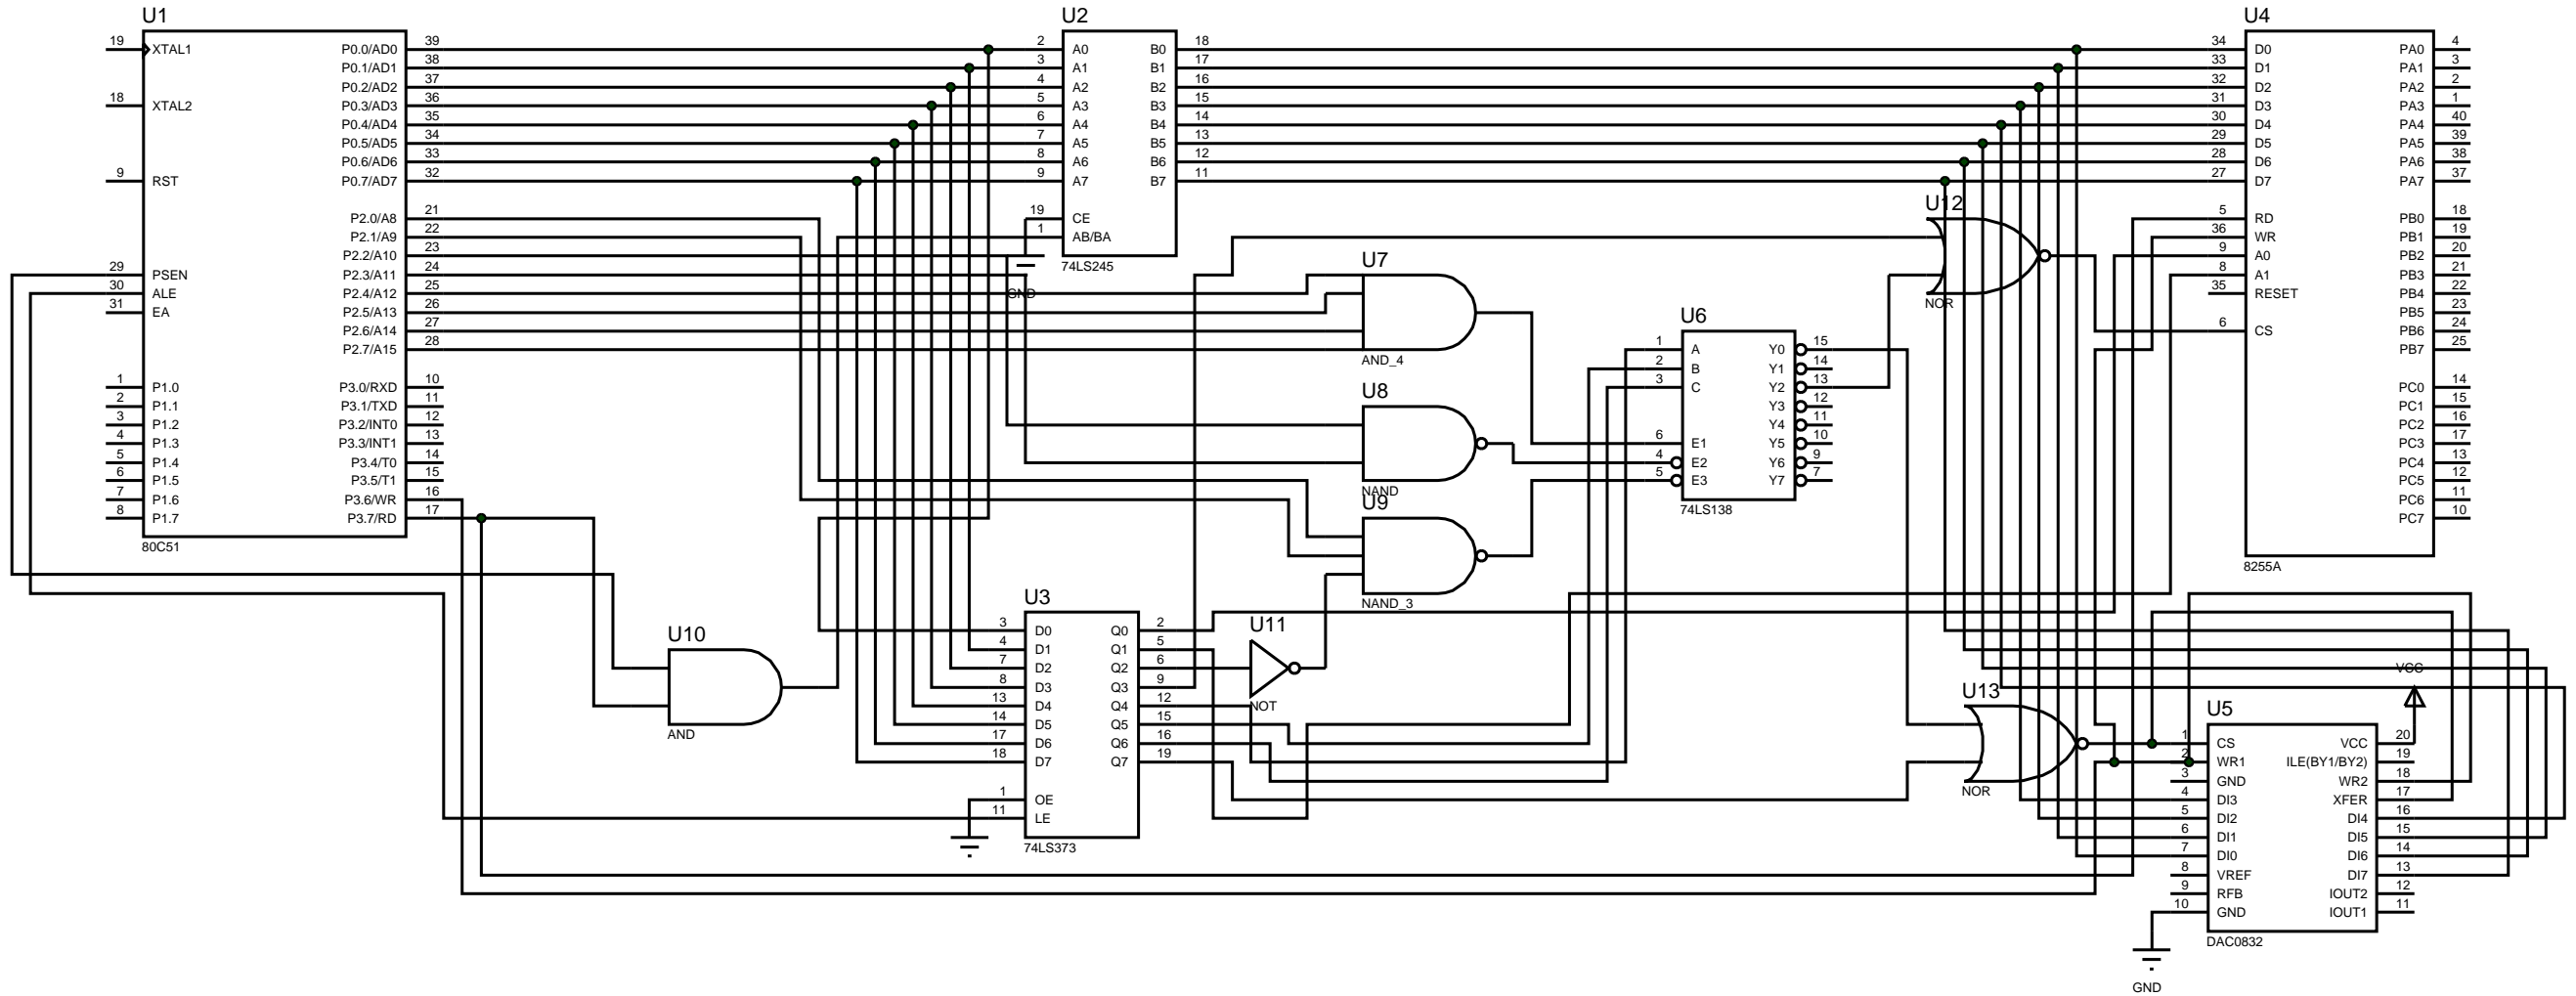 U1
19 XTAL1
18 XTAL2
9 RST
29 PSEN
30 ALE
31 EA
1 P1.0
2 P1.1
3 P1.2
4 P1.3
5 P1.4
6 P1.5
7 P1.6
8 P1.7
P0.0/AD0 39
P0.1/AD1 38
P0.2/AD2 37
P0.3/AD3 36
P0.4/AD4 35
P0.5/AD5 34
P0.6/AD6 33
P0.7/AD7 32
P2.0/A8 21
P2.1/A9 22
P2.2/A10 23
P2.3/A11 24
P2.4/A12 25
P2.5/A13 26
P2.6/A14 27
P2.7/A15 28
P3.0/RXD 10
P3.1/TXD 11
P3.2/INT0 12
P3.3/INT1 13
P3.4/T0 14
P3.5/T1 15
P3.6/WR 16
P3.7/RD 17
80C51
U2
2 A0 B0 18
3 A1 B1 17
4 A2 B2 16
5 A3 B3 15
6 A4 B4 14
7 A5 B5 13
8 A6 B6 12
9 A7 B7 11
19 CE
1 AB/BA
74LS245
GND
U7
AND_4
U8
NAND
U9
NAND_3
U10
AND
U3
3 D0 Q0 2
4 D1 Q1 5
7 D2 Q2 6
8 D3 Q3 9
13 D4 Q4 12
14 D5 Q5 15
17 D6 Q6 16
18 D7 Q7 19
1 OE
11 LE
74LS373
U11
NOT
U6
1 A Y0 15
2 B Y1 14
3 C Y2 13
Y3 12
Y4 11
6 E1 Y5 10
4 E2 Y6 9
5 E3 Y7 7
74LS138
U12
NOR
U13
NOR
U4
34 D0 PA0 4
33 D1 PA1 3
32 D2 PA2 2
31 D3 PA3 1
30 D4 PA4 40
29 D5 PA5 39
28 D6 PA6 38
27 D7 PA7 37
5 RD PB0 18
36 WR PB1 19
9 A0 PB2 20
8 A1 PB3 21
35 RESET PB4 22
PB5 23
6 CS PB6 24
PB7 25
PC0 14
PC1 15
PC2 16
PC3 17
PC4 13
PC5 12
PC6 11
PC7 10
8255A
VCC
U5
1 CS VCC 20
2 WR1 ILE(BY1/BY2) 19
3 GND WR2 18
4 DI3 XFER 17
5 DI2 DI4 16
6 DI1 DI5 15
7 DI0 DI6 14
8 VREF DI7 13
9 RFB IOUT2 12
10 GND IOUT1 11
DAC0832
GND